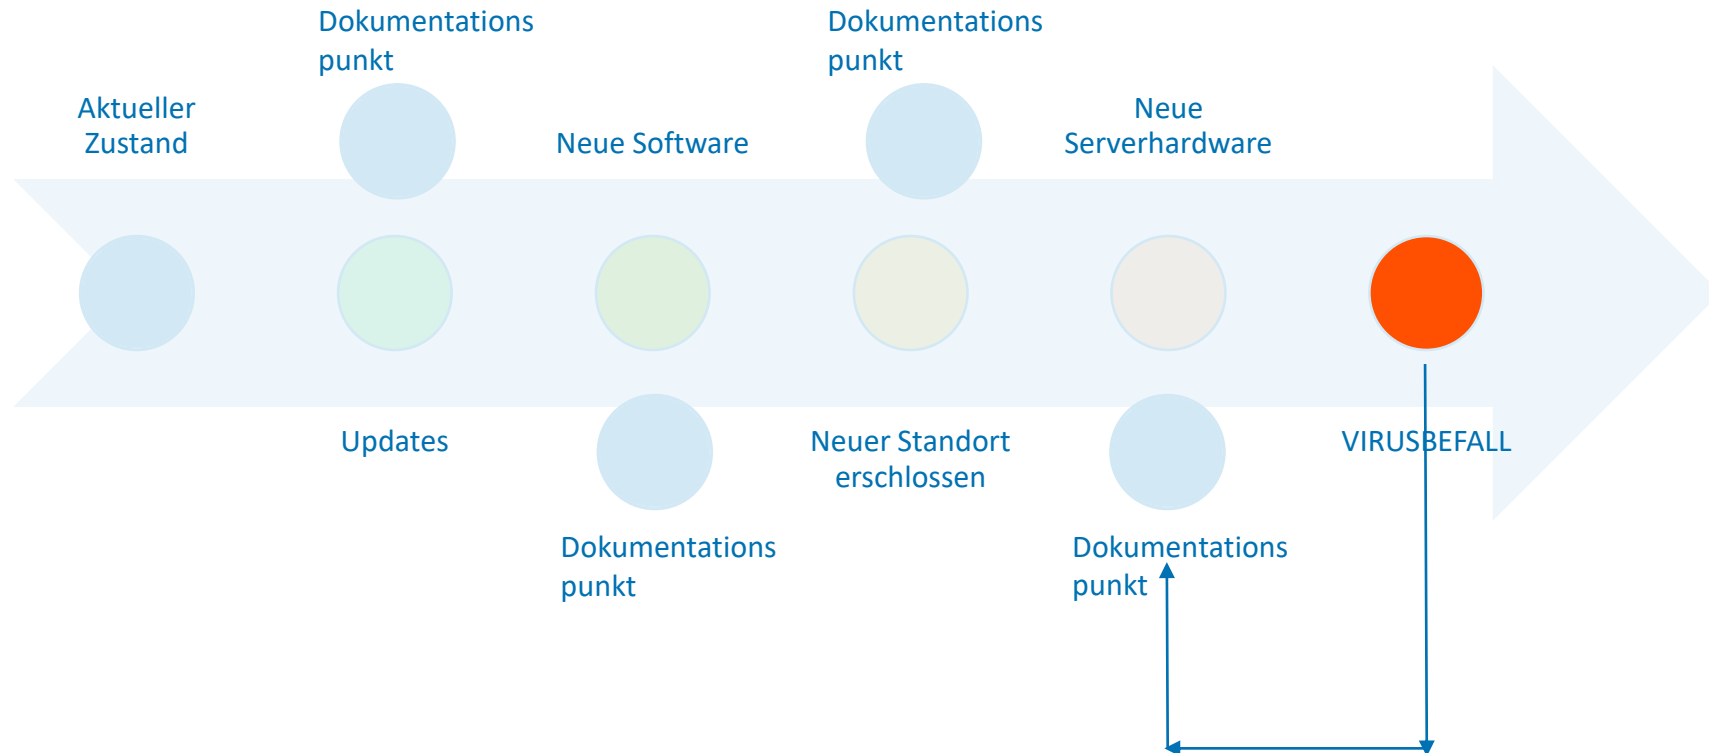 Dokumentations
punkt
Dokumentations
punkt
Aktueller
Zustand
Neue Software
Neue
Serverhardware
Updates
Neuer Standort
erschlossen
VIRUSBEFALL
Dokumentations
punkt
Dokumentations
punkt